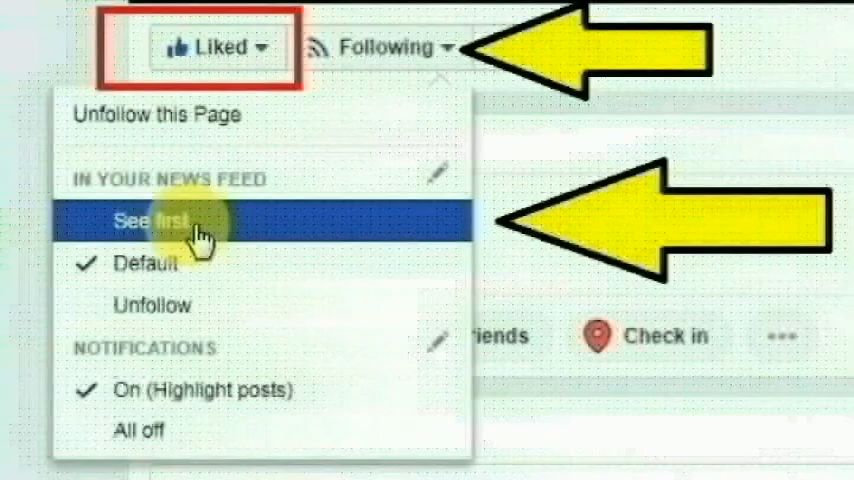 Liked Following
Unfollow this Page
IN YOUR NEWS FEED
See first
Default
Unfollow
riends Check in
NOTIFICATIONS
On (Highlight posts)
All off